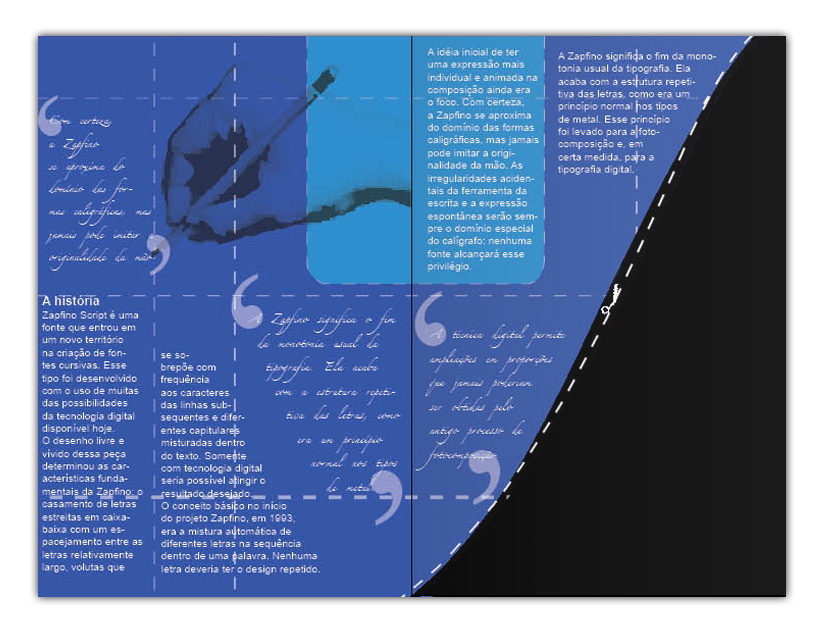 Com certeza,
a Zapfino
se aproxima do
domínio das for-
mas caligráficas, mas
jamais pode imitar a
originalidade da mão.
A história
Zapfino Script é uma
fonte que entrou em
um novo território
na criação de fon-
tes cursivas. Esse
tipo foi desenvolvido
com o uso de muitas
das possibilidades
da tecnologia digital
disponível hoje.
O desenho livre e
vívido dessa peça
determinou as car-
acterísticas funda-
mentais da Zapfino: o
casamento de letras
estreitas em caixa-
baixa com um es-
pacejamento entre as
letras relativamente
largo, volutas que
se so-
brepõe com
frequência
aos caracteres
das linhas sub-
sequentes e difer-
entes capitulares
misturadas dentro
do texto. Somente
com tecnologia digital
seria possível atingir o
resultado desejado.
O conceito básico no início
do projeto Zapfino, em 1993,
era a mistura automática de
diferentes letras na sequência
dentro de uma palavra. Nenhuma
letra deveria ter o design repetido.
A Zapfino significa o fim
da monotonia usual da
tipografia. Ela acaba
com a estrutura repeti-
tiva das letras, como
era um princípio
normal nos tipos
de metal.
A idéia inicial de ter
uma expressão mais
individual e animada na
composição ainda era
o foco. Com certeza,
a Zapfino se aproxima
do domínio das formas
caligráficas, mas jamais
pode imitar a origi-
nalidade da mão. As
irregularidades aciden-
tais da ferramenta da
escrita e a expressão
espontânea serão sem-
pre o domínio especial
do calígrafo: nenhuma
fonte alcançará esse
privilégio.
A Zapfino significa o fim da mono-
tonia usual da tipografia. Ela
acaba com a estrutura repeti-
tiva das letras, como era um
princípio normal nos tipos
de metal. Esse princípio
foi levado para a foto-
composição e, em
certa medida, para a
tipografia digital.
A técnica digital permite
ampliações em proporções
que jamais poderiam
ser obtidas pelo
antigo processo de
fotocomposição.